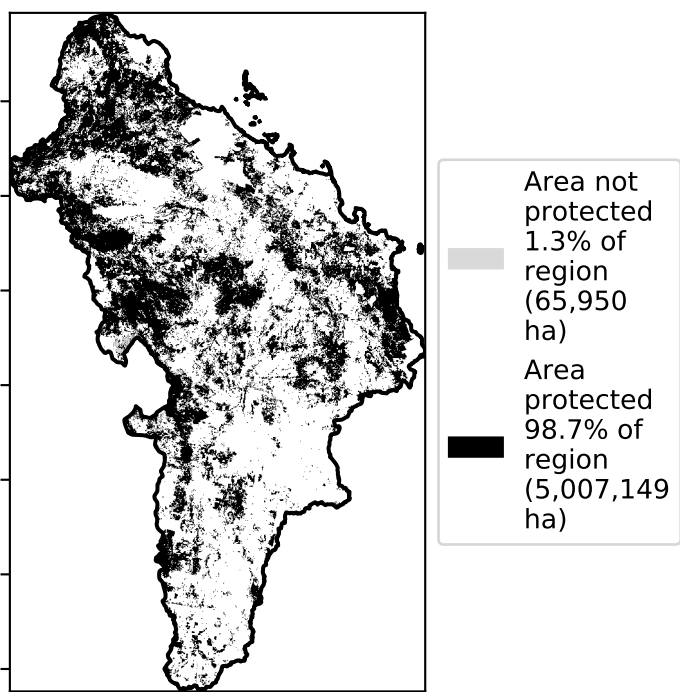 Area not
protected
1.3% of
region
(65,950
ha)
Area
protected
98.7% of
region
(5,007,149
ha)